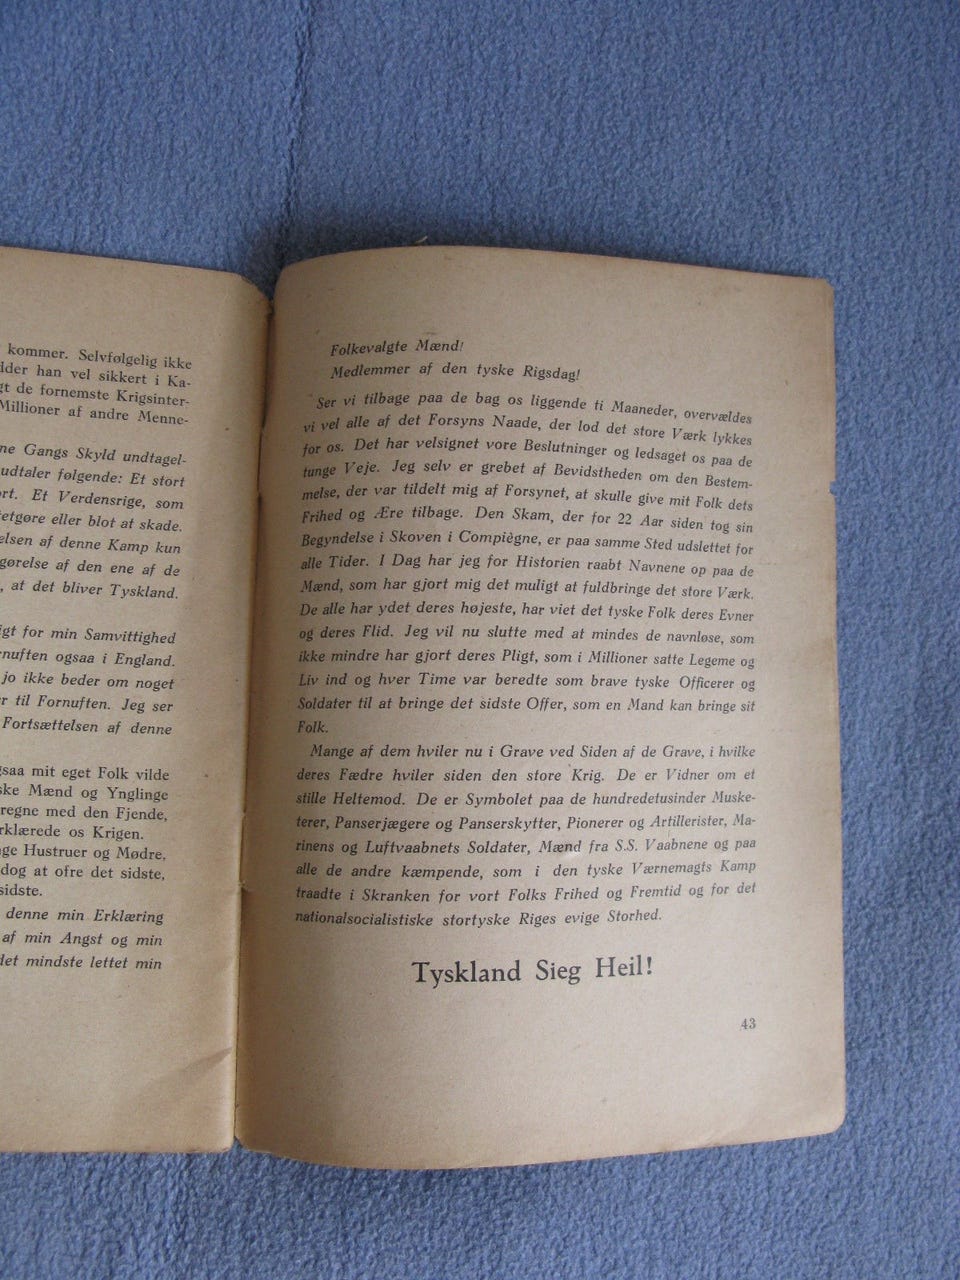 kommer. Selvfølgelig ikke
lder han vel sikkert i Ka-
gt de fornemste Krigsinter-
Millioner af andre Menne-
ne Gangs Skyld undtagel-
udtaler følgende: Et stort
ort. Et Verdensrige, som
etgøre eller blot at skade.
elsen af denne Kamp kun
gørelse af den ene af de
, at det bliver Tyskland.
igt for min Samvittighed
rnuften ogsaa i England.
jo ikke beder om noget
r til Fornuften. Jeg ser
Fortsættelsen af denne
gsaa mit eget Folk vilde
ske Mænd og Ynglinge
regne med den Fjende,
rklærede os Krigen.
nge Hustruer og Mødre,
dog at ofre det sidste,
sidste.
denne min Erklæring
af min Angst og min
det mindste lettet min
Folkevalgte Mænd!
Medlemmer af den tyske Rigsdag!
Ser vi tilbage paa de bag os liggende ti Maaneder, overvældes
vi vel alle af det Forsyns Naade, der lod det store Værk lykkes
for os. Det har velsignet vore Beslutninger og ledsaget os paa de
tunge Veje. Jeg selv er grebet af Bevidstheden om den Bestem-
melse, der var tildelt mig af Forsynet, at skulle give mit Folk dets
Frihed og Ære tilbage. Den Skam, der for 22 Aar siden tog sin
Begyndelse i Skoven i Compiègne, er paa samme Sted udslettet for
alle Tider. I Dag har jeg for Historien raabt Navnene op paa de
Mænd, som har gjort mig det muligt at fuldbringe det store Værk.
De alle har ydet deres højeste, har viet det tyske Folk deres Evner
og deres Flid. Jeg vil nu slutte med at mindes de navnløse, som
ikke mindre har gjort deres Pligt, som i Millioner satte Legeme og
Liv ind og hver Time var beredte som brave tyske Officerer og
Soldater til at bringe det sidste Offer, som en Mand kan bringe sit
Folk.
Mange af dem hviler nu i Grave ved Siden af de Grave, i hvilke
deres Fædre hviler siden den store Krig. De er Vidner om et
stille Heltemod. De er Symbolet paa de hundredetusinder Muske-
terer, Panserjægere og Panserskytter, Pionerer og Artillerister, Ma-
rinens og Luftvaabnets Soldater, Mænd fra S.S. Vaabnene og paa
alle de andre kæmpende, som i den tyske Værnemagts Kamp
traadte i Skranken for vort Folks Frihed og Fremtid og for det
nationalsocialistiske stortyske Riges evige Storhed.
Tyskland Sieg Heil!
43